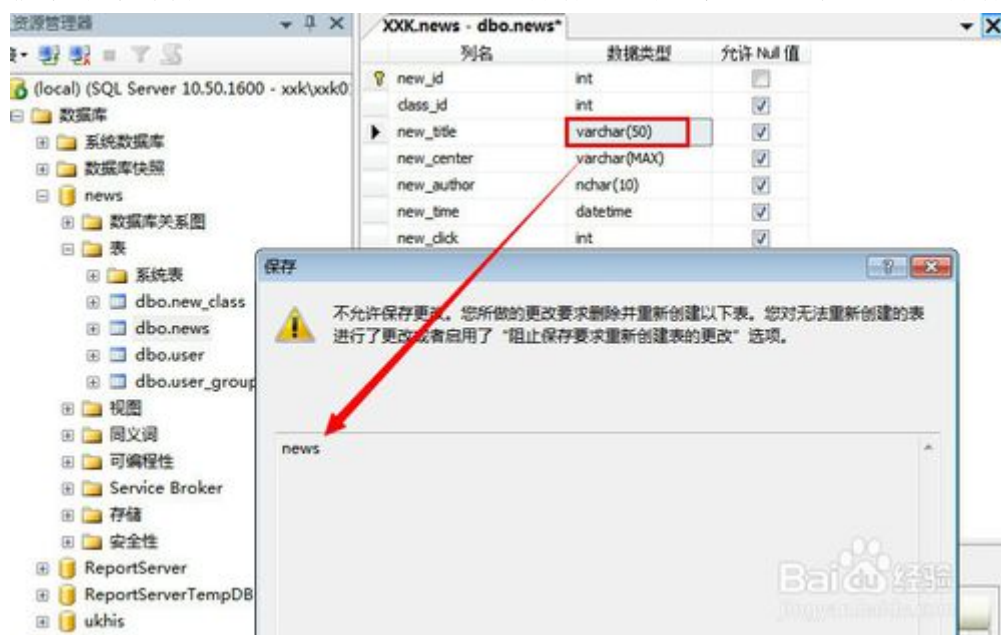 资源管理器
XXK.news - dbo.news*
列名 数据类型 允许 Null 值
new_id int
class_id int
new_title varchar(50)
new_center varchar(MAX)
new_author nchar(10)
new_time datetime
new_click int
(local) (SQL Server 10.50.1600 - xxk\xxk0
数据库
系统数据库
数据库快照
news
数据库关系图
表
系统表
dbo.new_class
dbo.news
dbo.user
dbo.user_group
视图
同义词
可编程性
Service Broker
存储
安全性
ReportServer
ReportServerTempDB
ukhis
保存
不允许保存更改。您所做的更改要求删除并重新创建以下表。您对无法重新创建的表
进行了更改或者启用了“阻止保存要求重新创建表的更改”选项。
news
Baidu 经验
jingyan.baidu.com